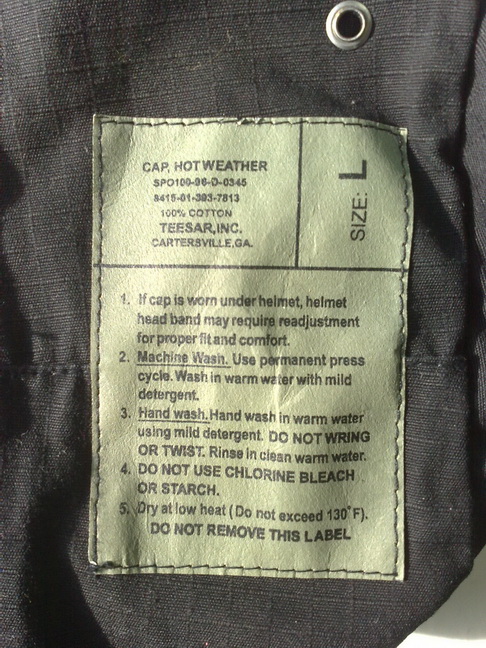 CAP, HOT WEATHER
SPO100-96-D-0345
8415-01-393-7813
100% COTTON
TEESAR, INC.
CARTERSVILLE, GA.
SIZE: L
1. If cap is worn under helmet, helmet
head band may require readjustment
for proper fit and comfort.
2. Machine Wash. Use permanent press
cycle. Wash in warm water with mild
detergent.
3. Hand wash. Hand wash in warm water
using mild detergent. DO NOT WRING
OR TWIST. Rinse in clean warm water.
4. DO NOT USE CHLORINE BLEACH
OR STARCH.
5. Dry at low heat (Do not exceed 130°F).
DO NOT REMOVE THIS LABEL